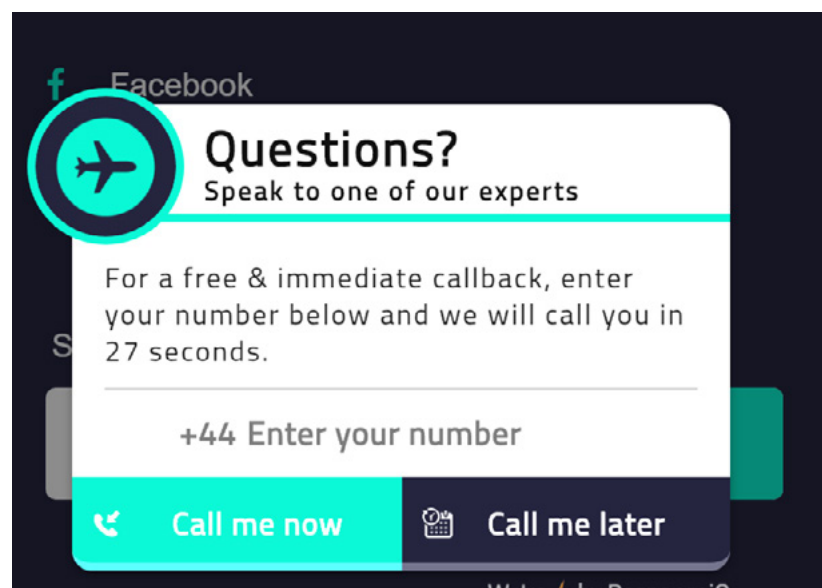 Facebook
Questions?
Speak to one of our experts
For a free & immediate callback, enter
your number below and we will call you in
27 seconds.
S
+44 Enter your number
Call me now
Call me later